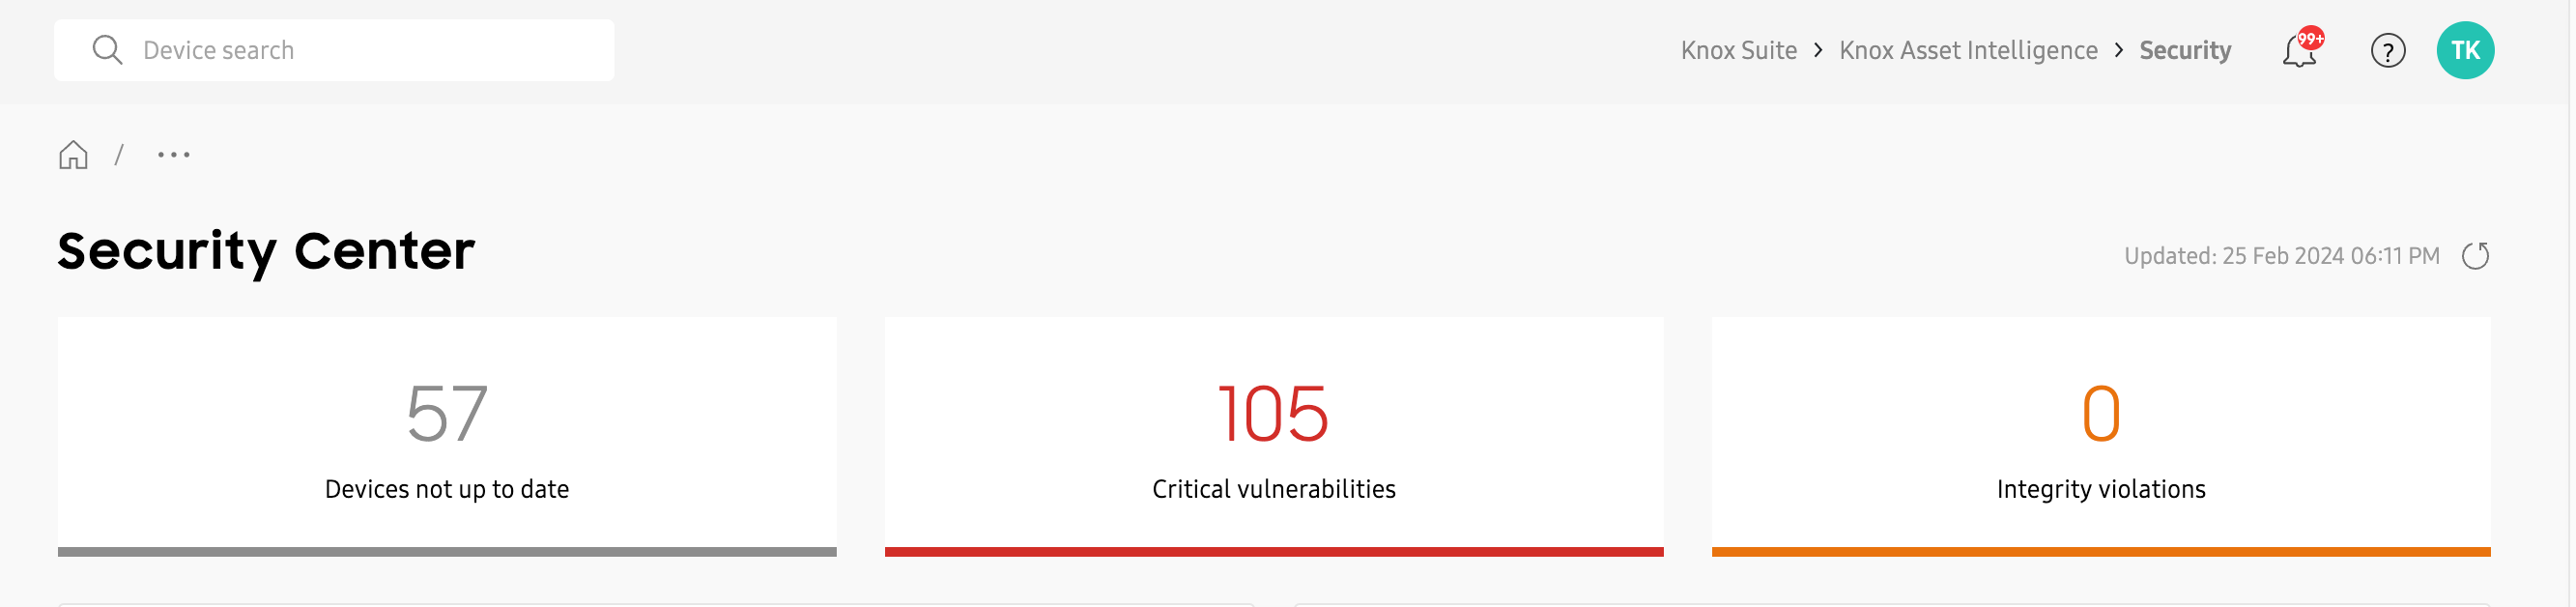 Device search
Knox Suite > Knox Asset Intelligence > Security
99+
?
TK
/ ...
Security Center
Updated: 25 Feb 2024 06:11 PM
57
Devices not up to date
105
Critical vulnerabilities
0
Integrity violations